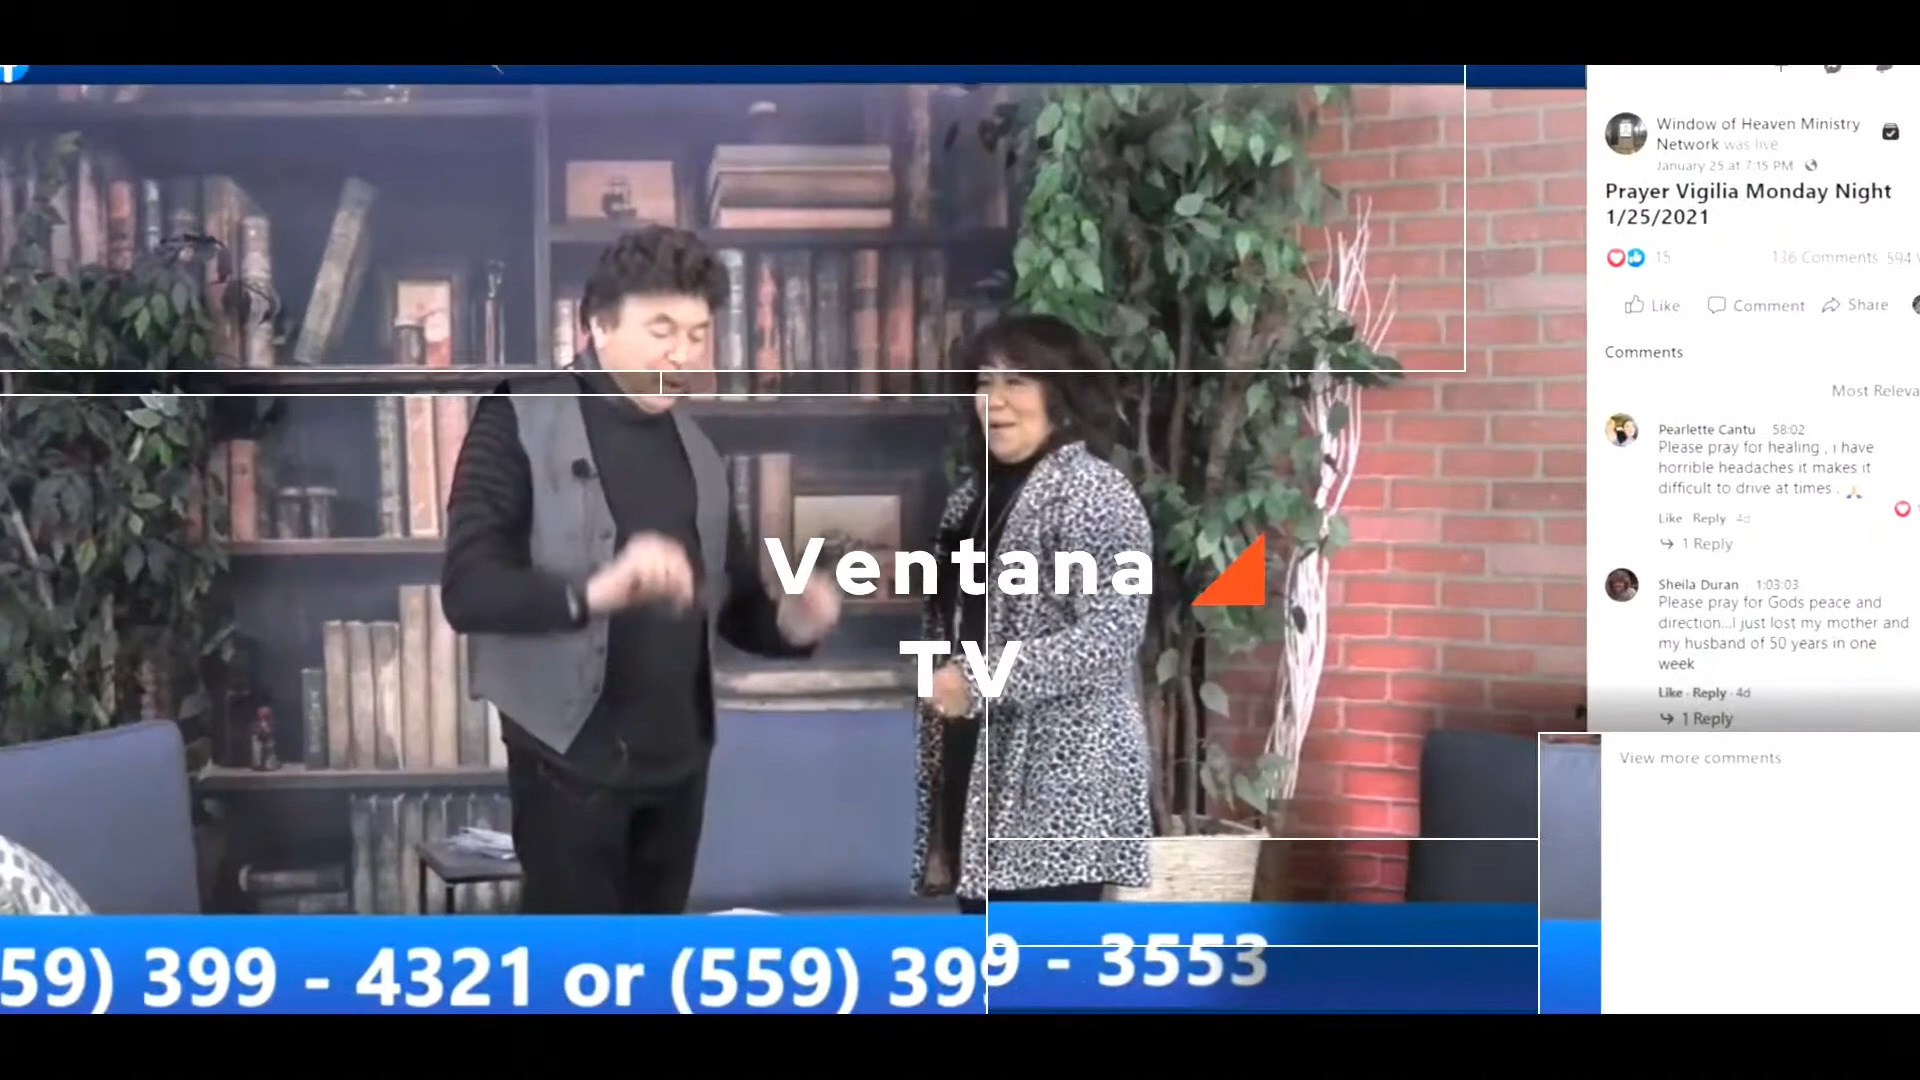 Window of Heaven Ministry
Network was live
January 25 at 7:15 PM
Prayer Vigilia Monday Night
1/25/2021
15
136 Comments 594
Like
Comment
Share
Comments
Most Releva
Pearlette Cantu · 58:02
Please pray for healing , i have
horrible headaches it makes it
difficult to drive at times . 🙏
Like Reply 4d
1 Reply
Sheila Duran · 1:03:03
Please pray for Gods peace and
direction...I just lost my mother and
my husband of 50 years in one
week
Like · Reply · 4d
1 Reply
View more comments
Ventana
TV
59) 399 - 4321 or (559) 399 - 3553